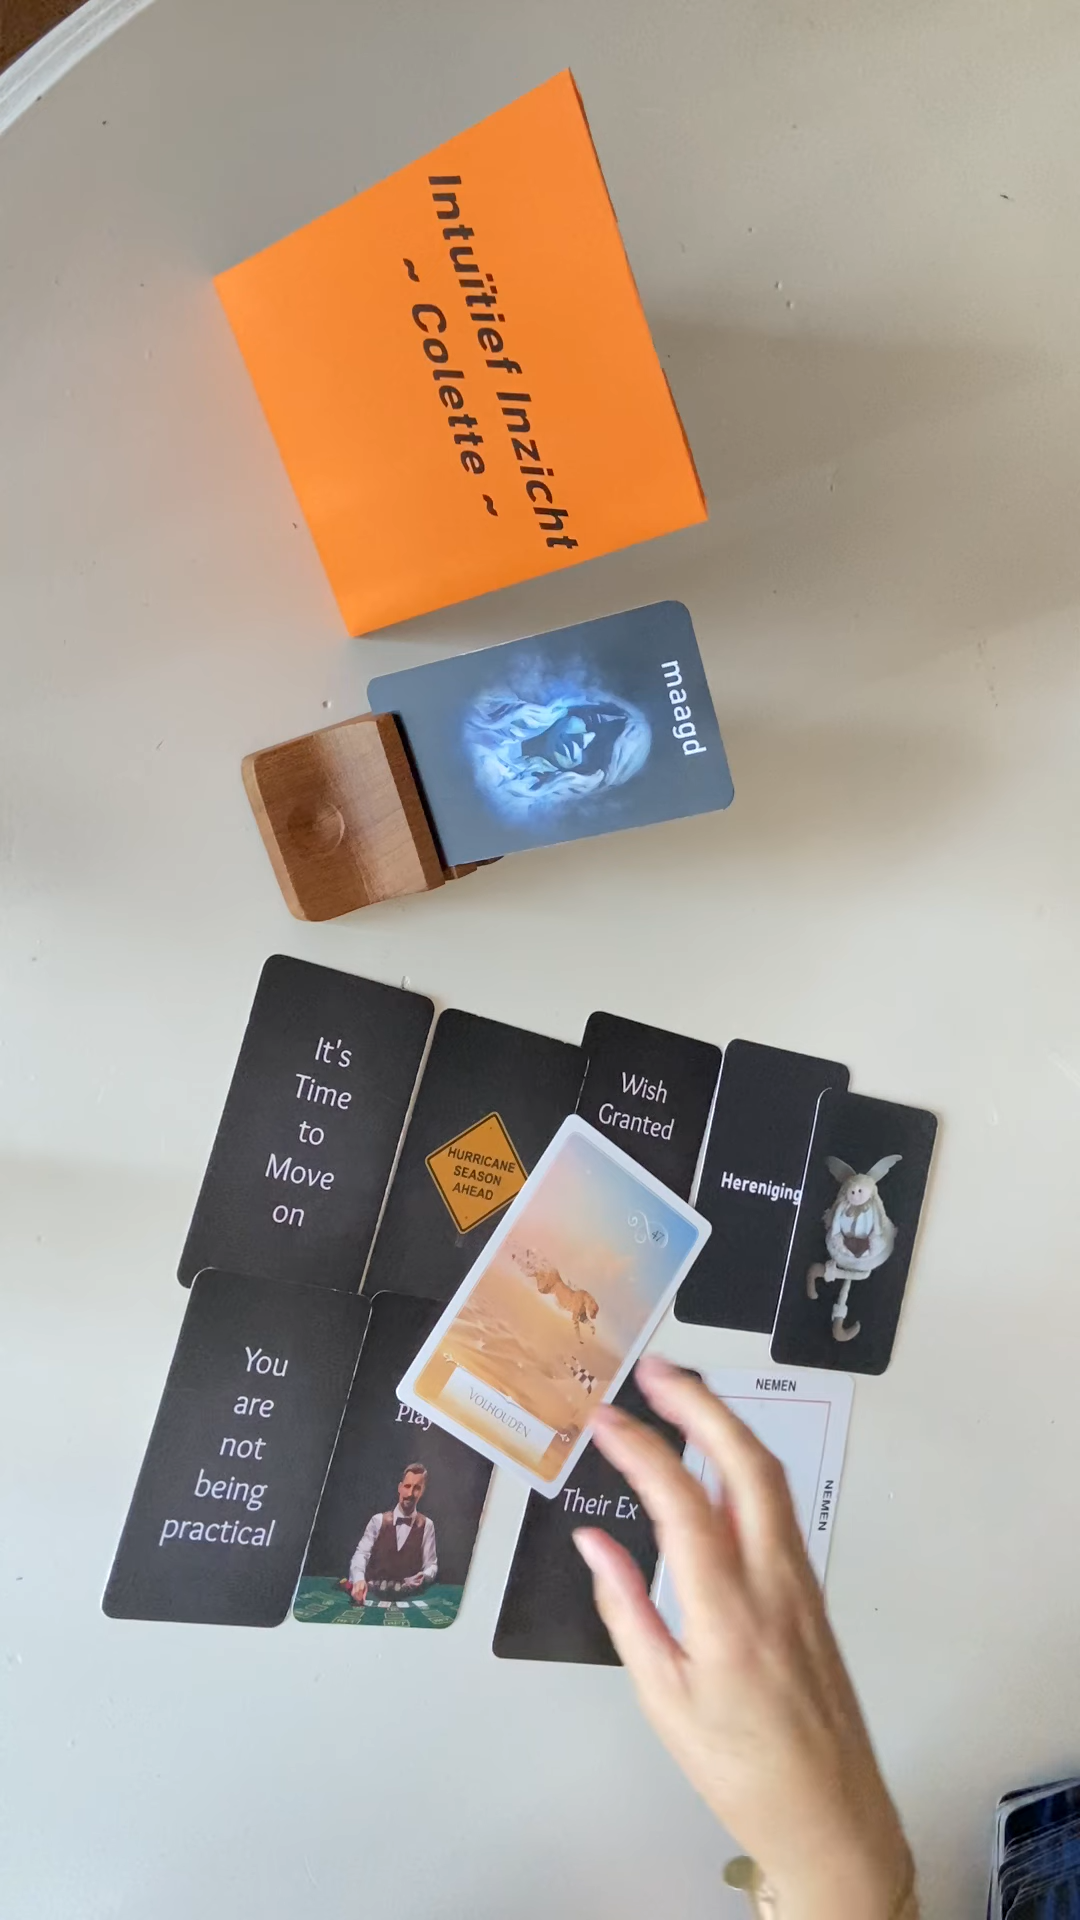 Intuïtief Inzicht
~ Colette ~
maagd
It's
Time
to
Move
on
HURRICANE
SEASON
AHEAD
Wish
Granted
Hereniging
47
VOLHOUDEN
You
are
not
being
practical
Play
Their Ex
NEMEN
NEMEN